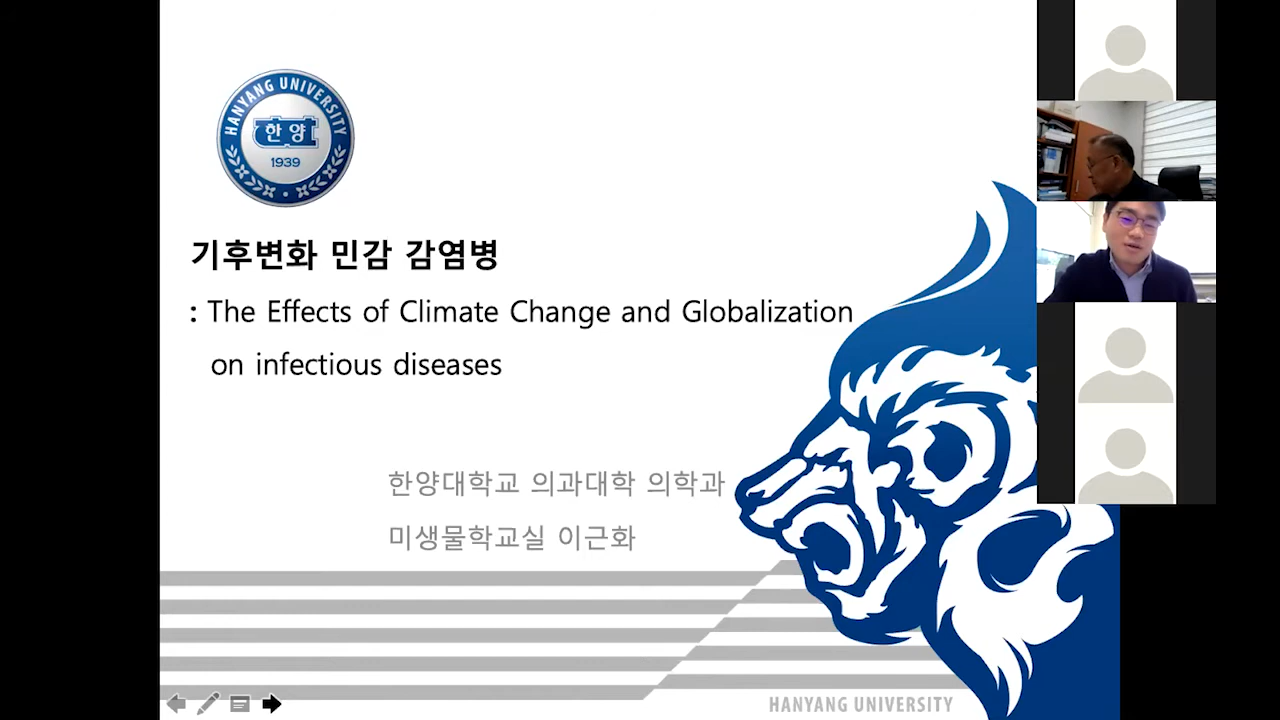 HANYANG UNIVERSITY
한양
1939
기후변화 민감 감염병
: The Effects of Climate Change and Globalization
on infectious diseases
한양대학교 의과대학 의학과
미생물학교실 이근화
HANYANG UNIVERSITY